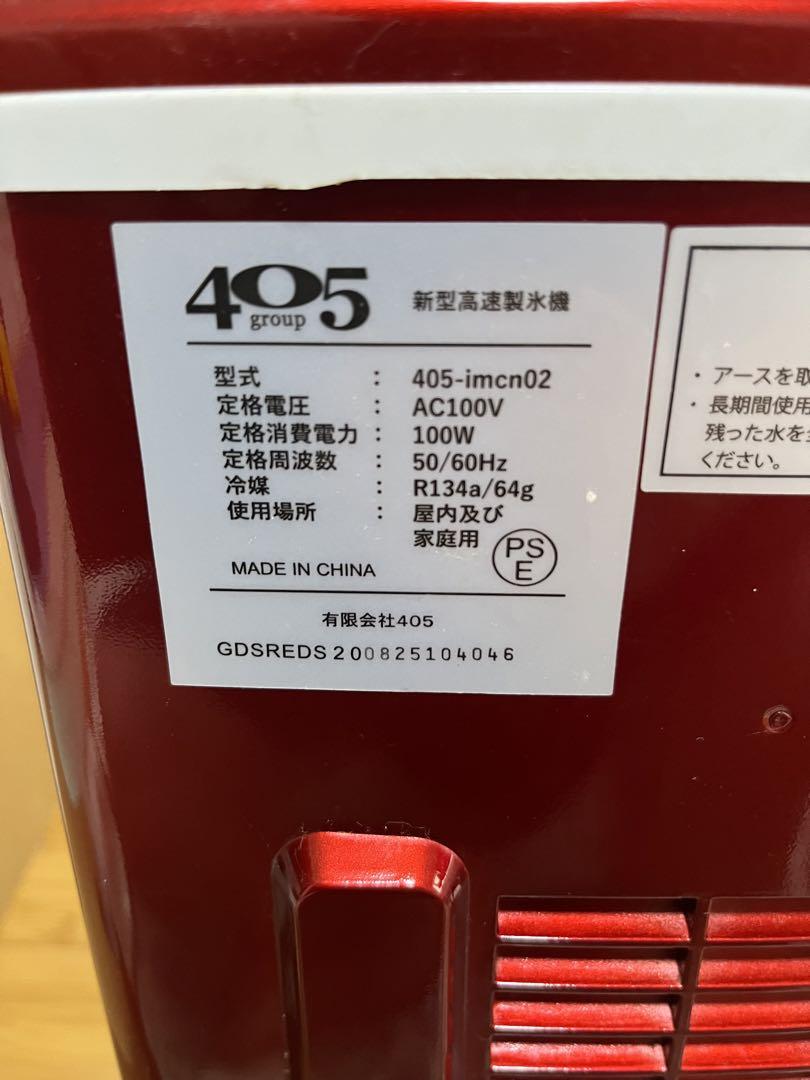 405
group
新型高速製氷機
型式 : 405-imcn02
定格電圧 : AC100V
定格消費電力 : 100W
定格周波数 : 50/60Hz
冷媒 : R134a/64g
使用場所 : 屋内及び
家庭用
PS
E
MADE IN CHINA
有限会社405
GDSREDS200825104046
・アースを取
・長期間使用
残った水を
ください。